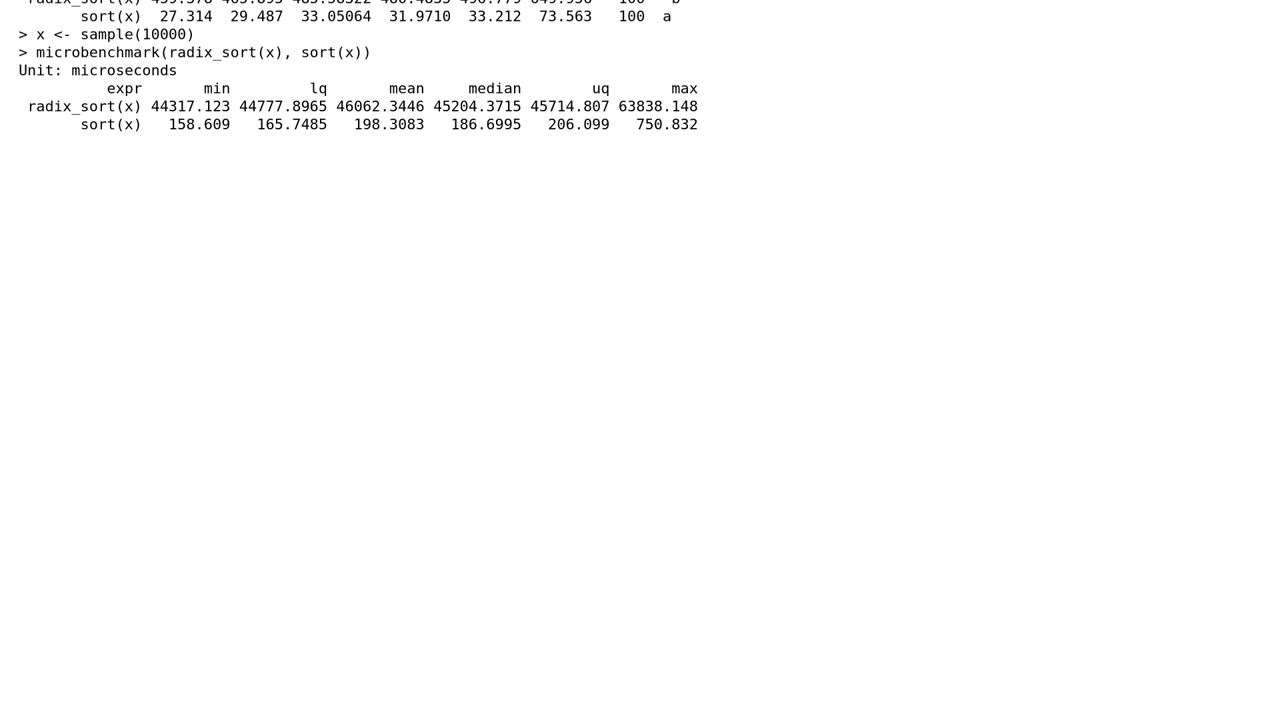 sort(x) 27.314 29.487 33.05064 31.9710 33.212 73.563 100 a
> x <- sample(10000)
> microbenchmark(radix_sort(x), sort(x))
Unit: microseconds
expr min lq mean median uq max
radix_sort(x) 44317.123 44777.8965 46062.3446 45204.3715 45714.807 63838.148
sort(x) 158.609 165.7485 198.3083 186.6995 206.099 750.832